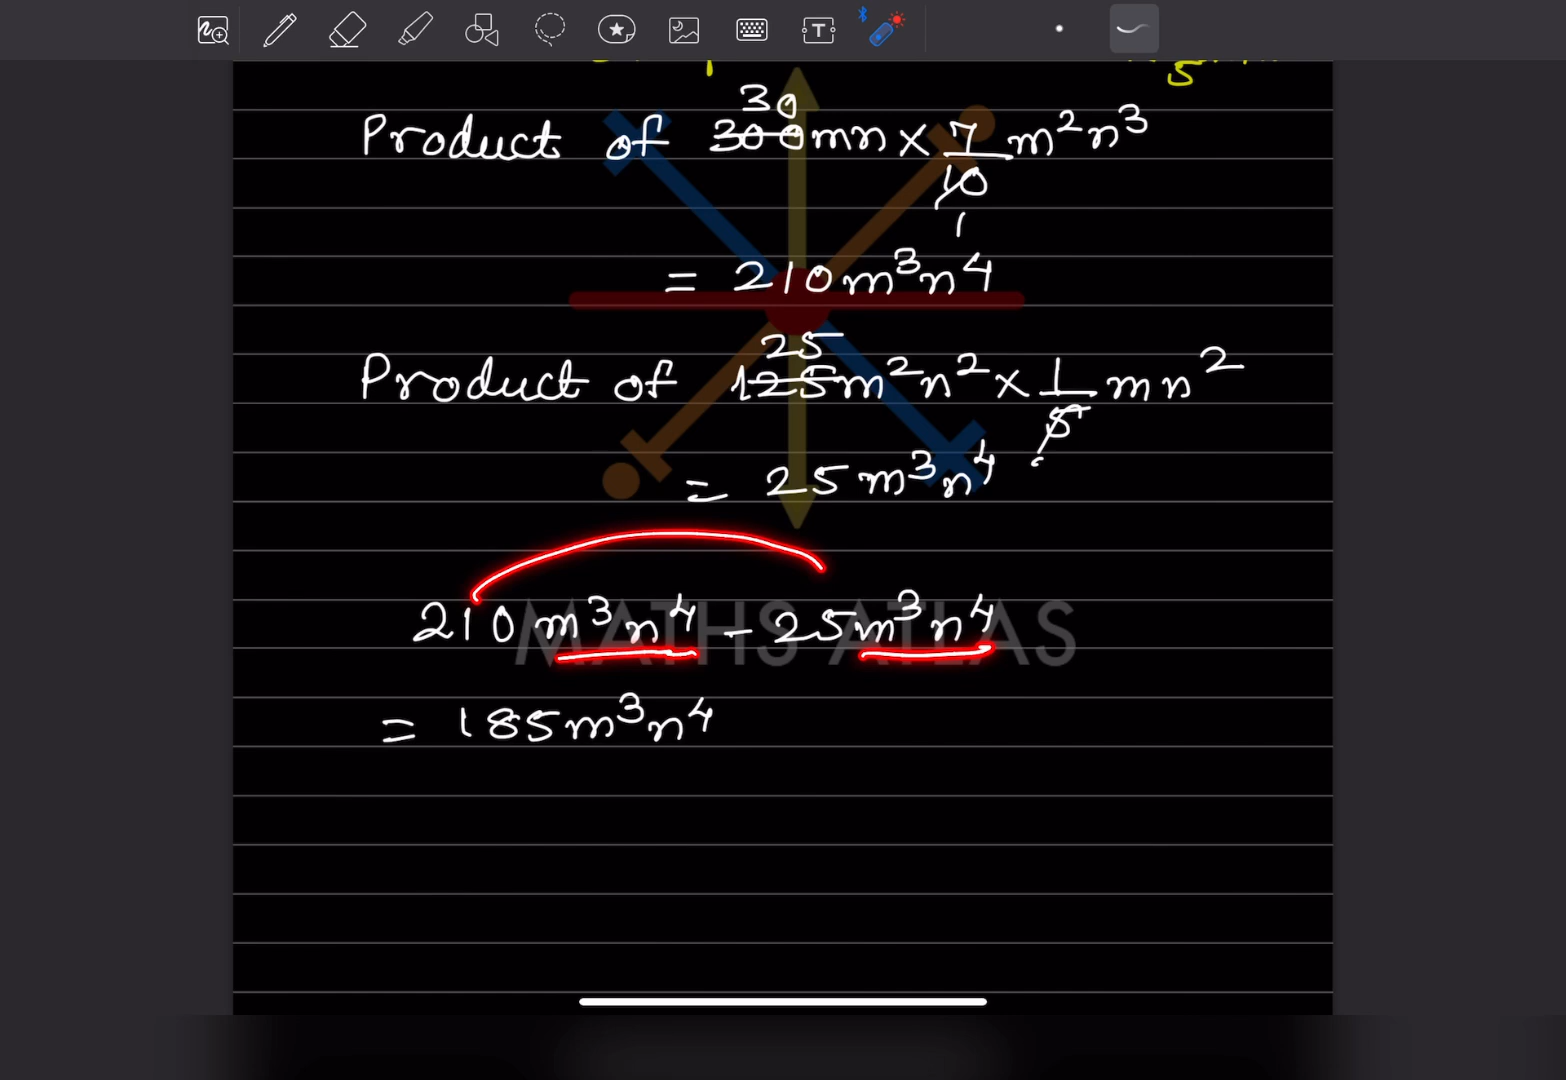 Product of 300mn × 7/10 m²n³
30
1
= 210m³n⁴
Product of 125m²n² × 1/5 mn²
25
= 25m³n⁴
210m³n⁴ - 25m³n⁴
MATHS ATLAS
= 185m³n⁴